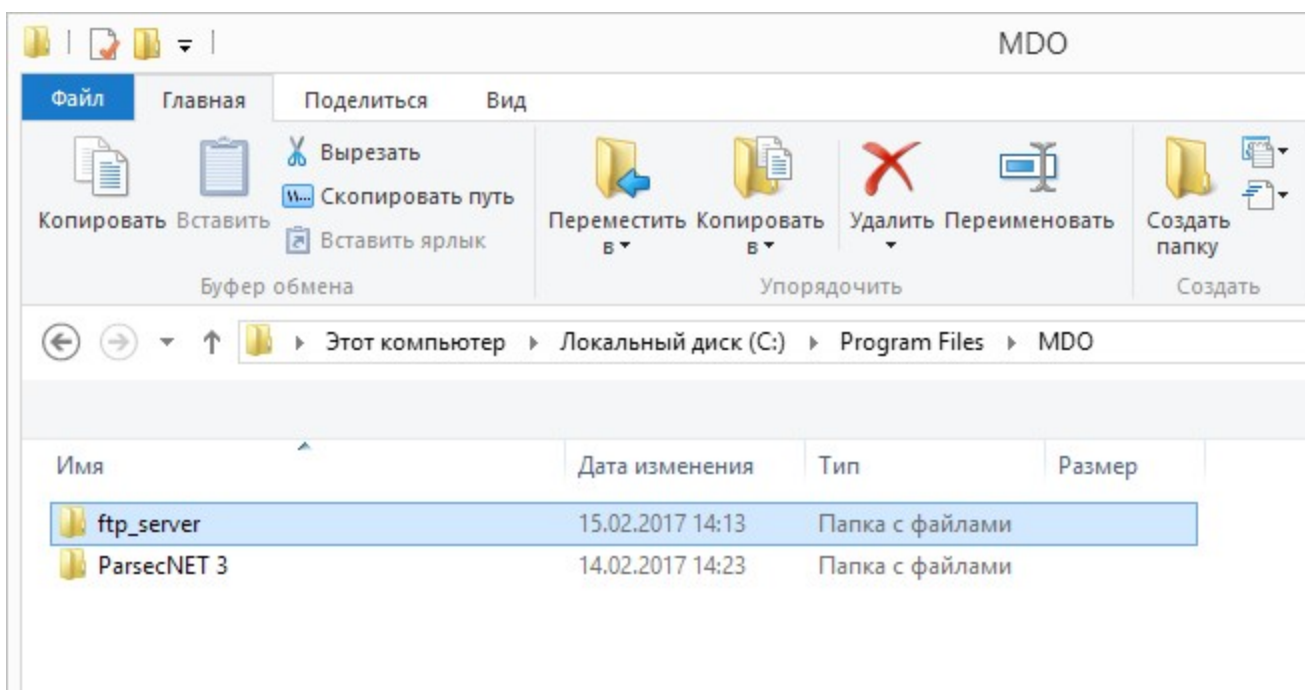 MDO
Файл Главная Поделиться Вид
Копировать Вставить Вырезать
Скопировать путь
Вставить ярлык
Переместить в Копировать в Удалить Переименовать Создать папку
Буфер обмена Упорядочить Создать
Этот компьютер Локальный диск (C:) Program Files MDO
Имя Дата изменения Тип Размер
ftp_server 15.02.2017 14:13 Папка с файлами
ParsecNET 3 14.02.2017 14:23 Папка с файлами